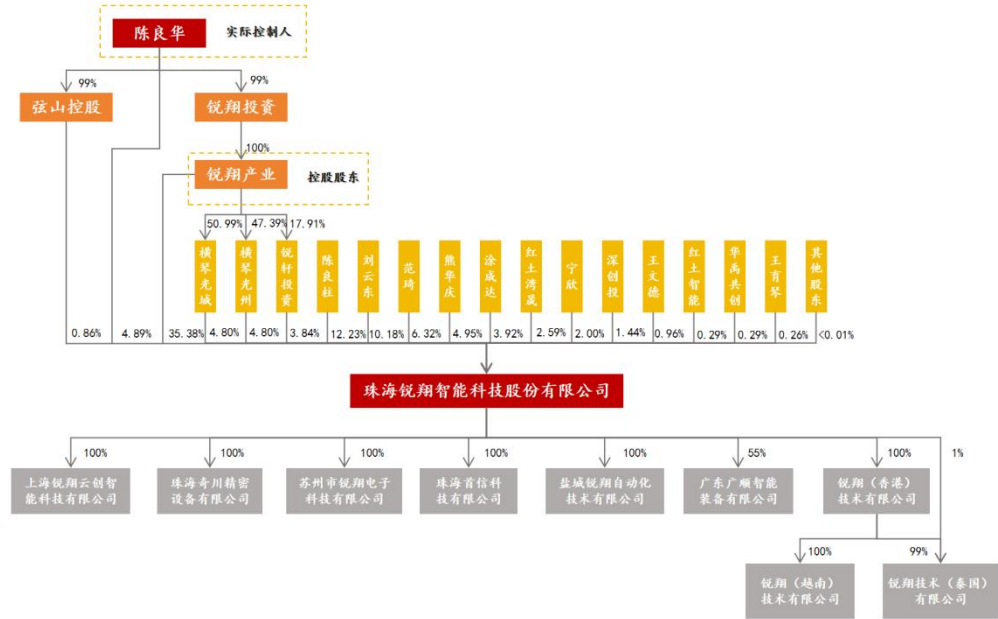 陈良华
实际控制人
99%
99%
弦山控股
锐翔投资
100%
锐翔产业
控股股东
50.99%
47.39%
17.91%
横琴光城
横琴光州
锐轩投资
陈良柱
刘云东
范琦
熊华庆
涂成达
红土湾晟
宁欣
深创投
王文德
红土智能
华禹共创
王有琴
其他股东
0.86%
4.89%
35.38%
4.80%
4.80%
3.84%
12.23%
10.18%
6.32%
4.95%
3.92%
2.59%
2.00%
1.44%
0.96%
0.29%
0.29%
0.26%
<0.01%
珠海锐翔智能科技股份有限公司
100%
100%
100%
100%
100%
55%
100%
1%
上海锐翔云创智
能科技有限公司
珠海奇川精密
设备有限公司
苏州市锐翔电子
科技有限公司
珠海首信科
技有限公司
盐城锐翔自动化
技术有限公司
广东广顺智能
装备有限公司
锐翔（香港）
技术有限公司
100%
99%
锐翔（越南）
技术有限公司
锐翔技术（泰国）
有限公司